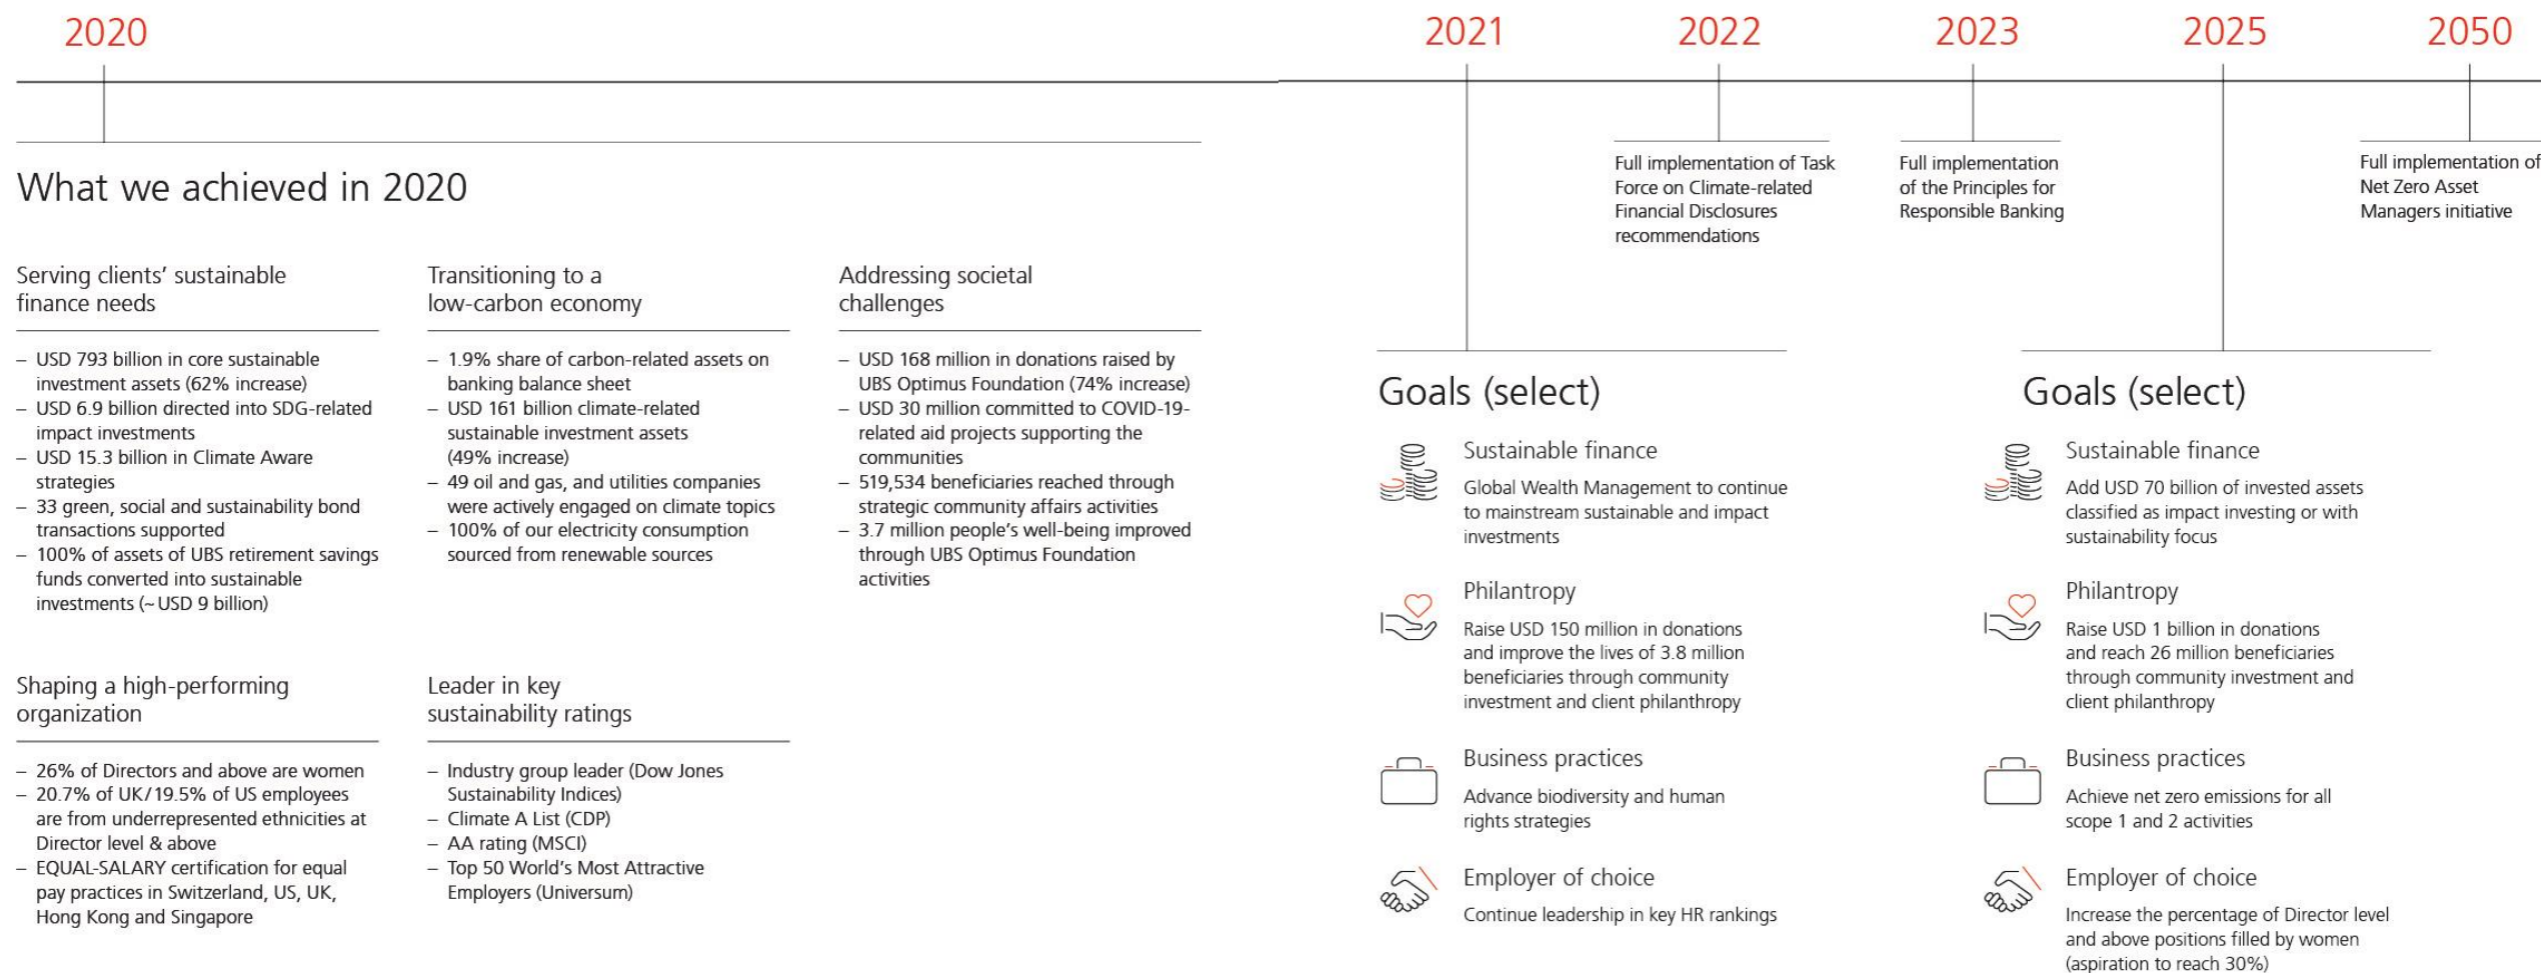 2020
2021
2022
2023
2025
2050
What we achieved in 2020
Serving clients' sustainable
finance needs
– USD 793 billion in core sustainable
investment assets (62% increase)
– USD 6.9 billion directed into SDG-related
impact investments
– USD 15.3 billion in Climate Aware
strategies
– 33 green, social and sustainability bond
transactions supported
– 100% of assets of UBS retirement savings
funds converted into sustainable
investments (~USD 9 billion)
Transitioning to a
low-carbon economy
– 1.9% share of carbon-related assets on
banking balance sheet
– USD 161 billion climate-related
sustainable investment assets
(49% increase)
– 49 oil and gas, and utilities companies
were actively engaged on climate topics
– 100% of our electricity consumption
sourced from renewable sources
Addressing societal
challenges
– USD 168 million in donations raised by
UBS Optimus Foundation (74% increase)
– USD 30 million committed to COVID-19-
related aid projects supporting the
communities
– 519,534 beneficiaries reached through
strategic community affairs activities
– 3.7 million people's well-being improved
through UBS Optimus Foundation
activities
Shaping a high-performing
organization
– 26% of Directors and above are women
– 20.7% of UK/19.5% of US employees
are from underrepresented ethnicities at
Director level & above
– EQUAL-SALARY certification for equal
pay practices in Switzerland, US, UK,
Hong Kong and Singapore
Leader in key
sustainability ratings
– Industry group leader (Dow Jones
Sustainability Indices)
– Climate A List (CDP)
– AA rating (MSCI)
– Top 50 World's Most Attractive
Employers (Universum)
Full implementation of Task
Force on Climate-related
Financial Disclosures
recommendations
Full implementation
of the Principles for
Responsible Banking
Full implementation of
Net Zero Asset
Managers initiative
Goals (select)
Sustainable finance
Global Wealth Management to continue
to mainstream sustainable and impact
investments
Philantropy
Raise USD 150 million in donations
and improve the lives of 3.8 million
beneficiaries through community
investment and client philanthropy
Business practices
Advance biodiversity and human
rights strategies
Employer of choice
Continue leadership in key HR rankings
Goals (select)
Sustainable finance
Add USD 70 billion of invested assets
classified as impact investing or with
sustainability focus
Philantropy
Raise USD 1 billion in donations
and reach 26 million beneficiaries
through community investment and
client philanthropy
Business practices
Achieve net zero emissions for all
scope 1 and 2 activities
Employer of choice
Increase the percentage of Director level
and above positions filled by women
(aspiration to reach 30%)